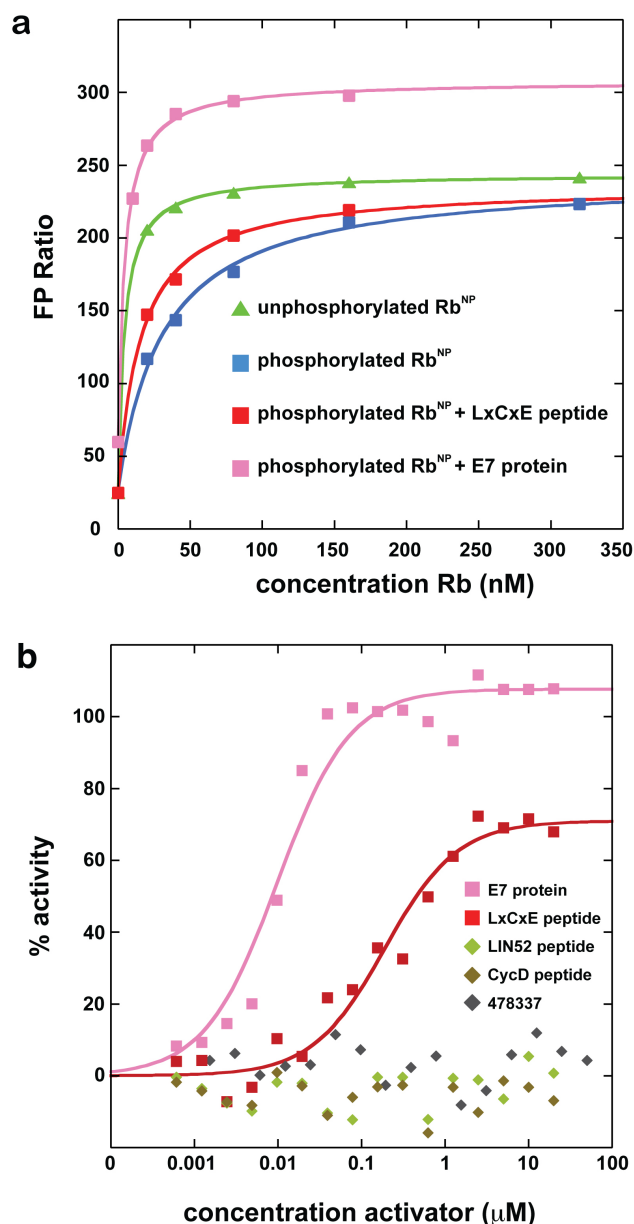 a
FP Ratio
300
250
200
150
100
50
0
unphosphorylated Rb^NP
phosphorylated Rb^NP
phosphorylated Rb^NP + LxCxE peptide
phosphorylated Rb^NP + E7 protein
0 50 100 150 200 250 300 350
concentration Rb (nM)
b
% activity
100
80
60
40
20
0
E7 protein
LxCxE peptide
LIN52 peptide
CycD peptide
478337
0 0.001 0.01 0.1 1 10 100
concentration activator (μM)